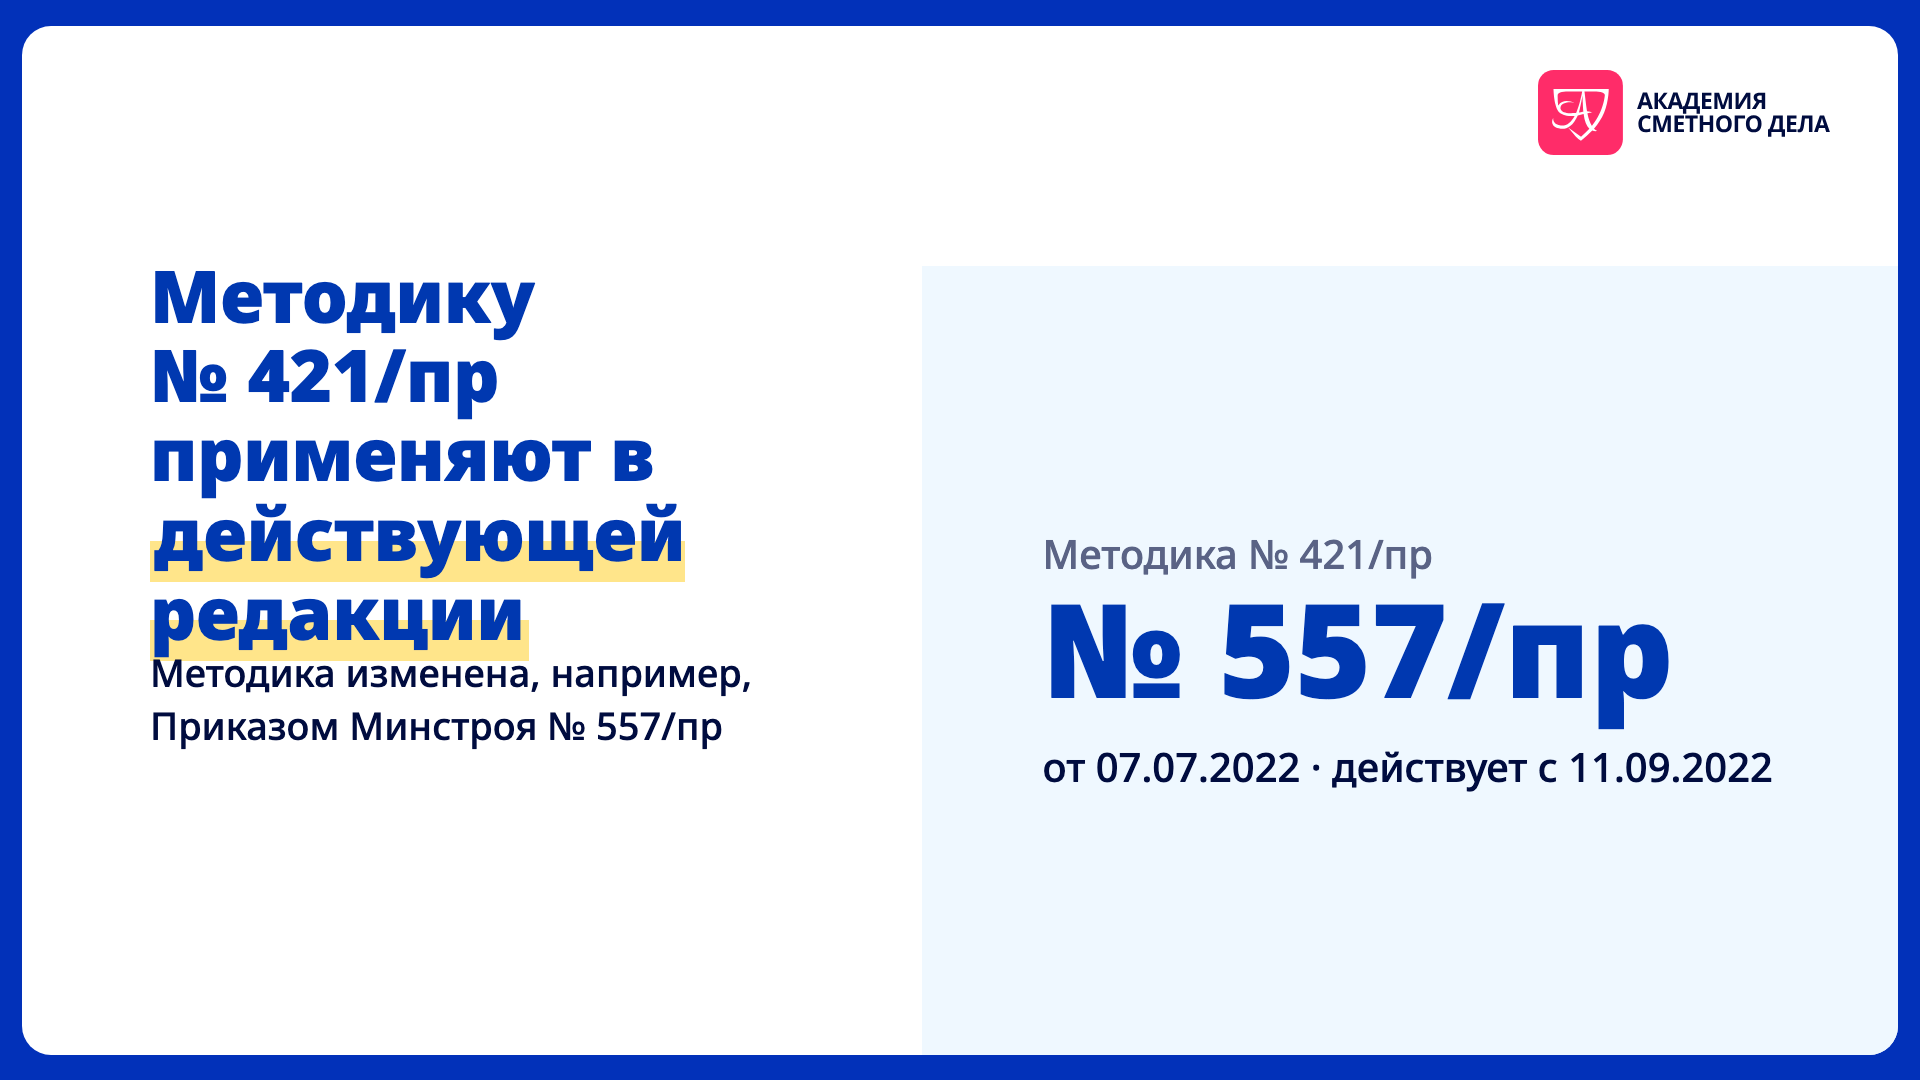 АКАДЕМИЯ
СМЕТНОГО ДЕЛА
Методику
№ 421/пр
применяют в
действующей
редакции
Методика изменена, например,
Приказом Минстроя № 557/пр
Методика № 421/пр
№ 557/пр
от 07.07.2022 · действует с 11.09.2022